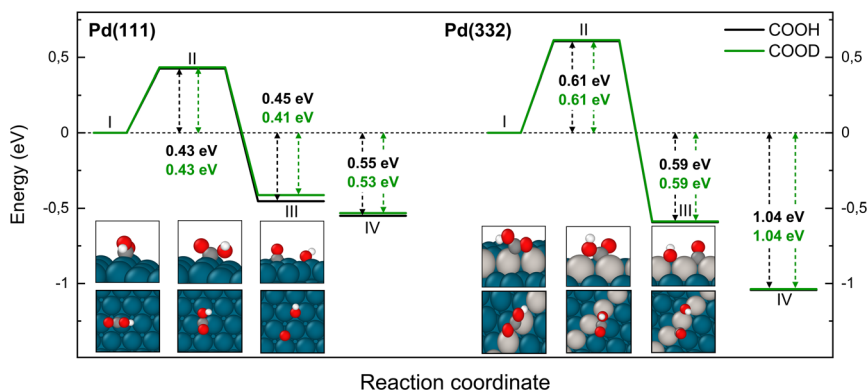 Pd(111)
Pd(332)
COOH
COOD
Energy (eV)
0,5
0
-0,5
-1
I
II
0.43 eV
0.43 eV
0.45 eV
0.41 eV
III
0.55 eV
0.53 eV
IV
I
II
0.61 eV
0.61 eV
0.59 eV
0.59 eV
III
1.04 eV
1.04 eV
IV
0,5
0
-0,5
-1
Reaction coordinate